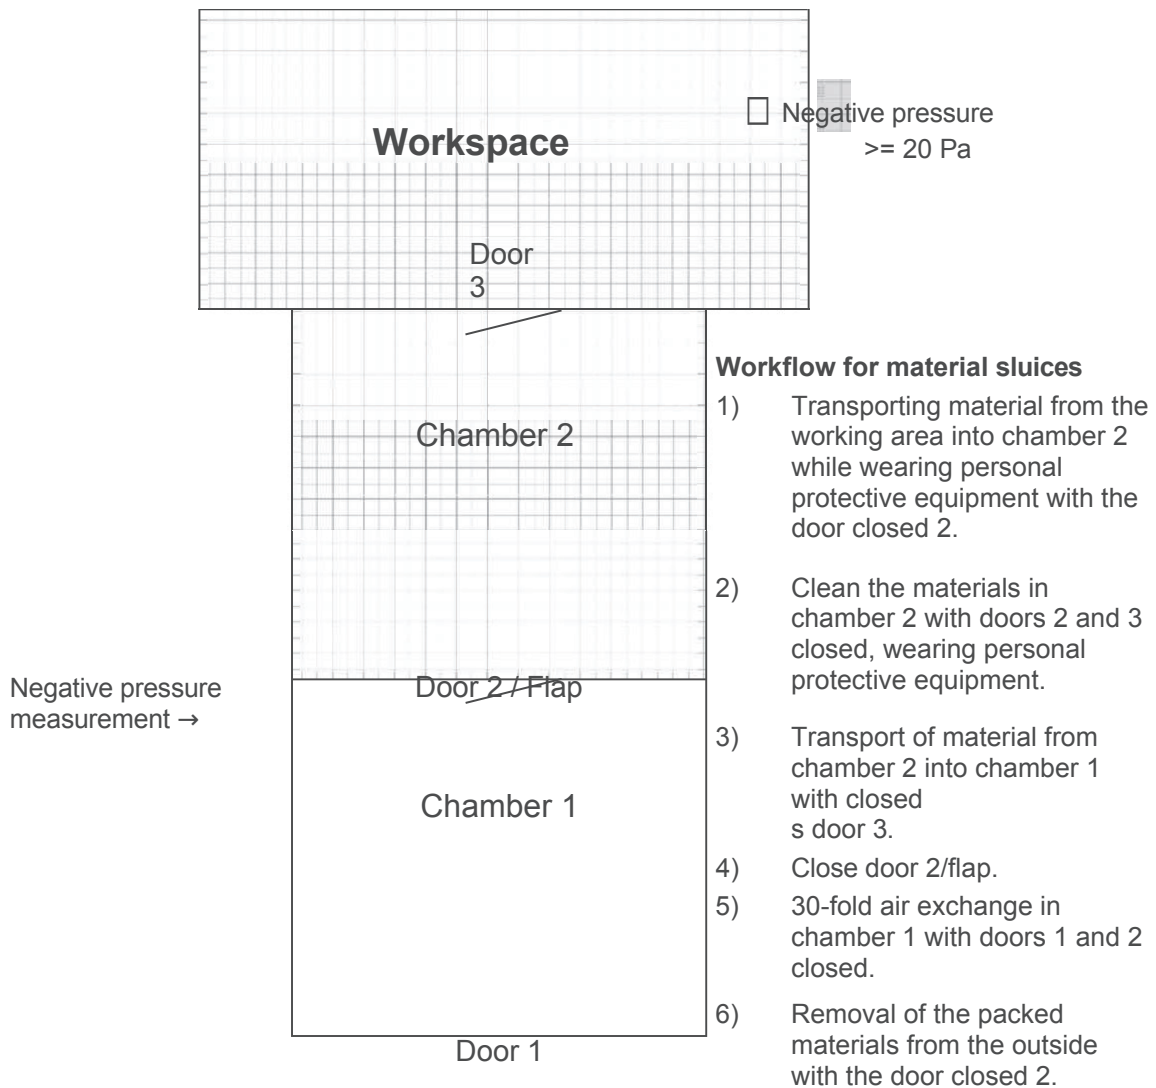 Workspace
☐ Negative pressure
>= 20 Pa
Door
3
Chamber 2
Negative pressure
measurement →
Door 2 / Flap
Chamber 1
Door 1
Workflow for material sluices
1) Transporting material from the
working area into chamber 2
while wearing personal
protective equipment with the
door closed 2.
2) Clean the materials in
chamber 2 with doors 2 and 3
closed, wearing personal
protective equipment.
3) Transport of material from
chamber 2 into chamber 1
with closed
s door 3.
4) Close door 2/flap.
5) 30-fold air exchange in
chamber 1 with doors 1 and 2
closed.
6) Removal of the packed
materials from the outside
with the door closed 2.